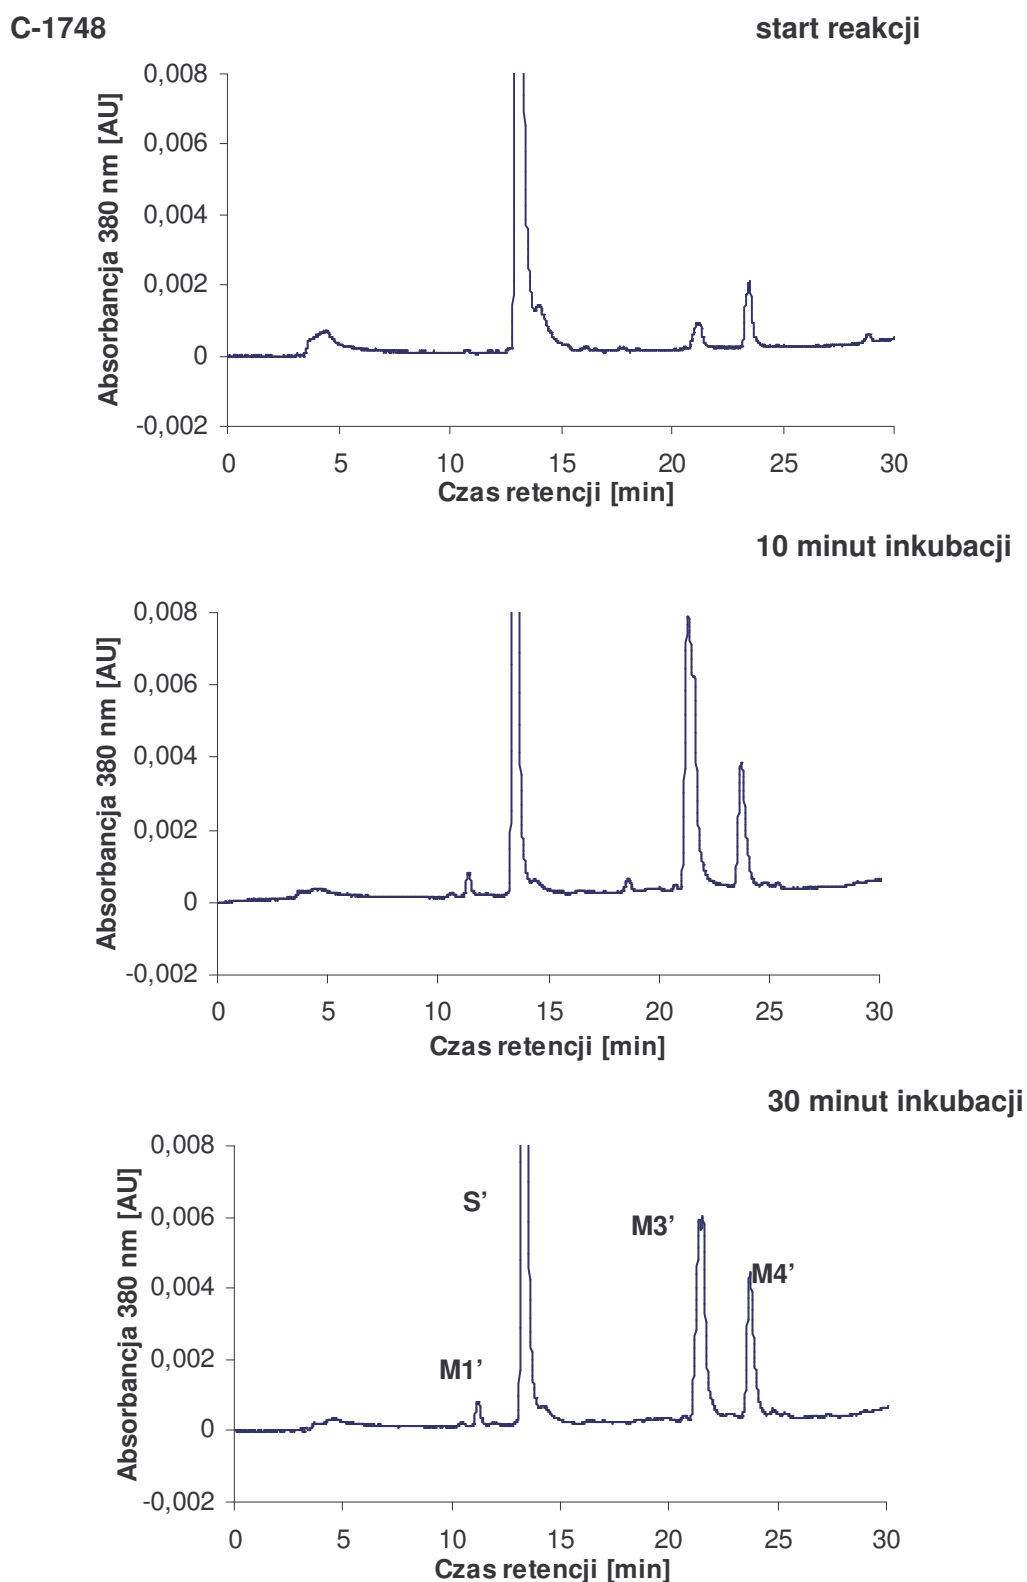 C-1748
start reakcji
Absorbancja 380 nm [AU]
0,008
0,006
0,004
0,002
0
-0,002
0 5 10 15 20 25 30
Czas retencji [min]
10 minut inkubacji
Absorbancja 380 nm [AU]
0,008
0,006
0,004
0,002
0
-0,002
0 5 10 15 20 25 30
Czas retencji [min]
30 minut inkubacji
Absorbancja 380 nm [AU]
0,008
0,006
0,004
0,002
0
-0,002
S’
M3’
M4’
M1’
0 5 10 15 20 25 30
Czas retencji [min]